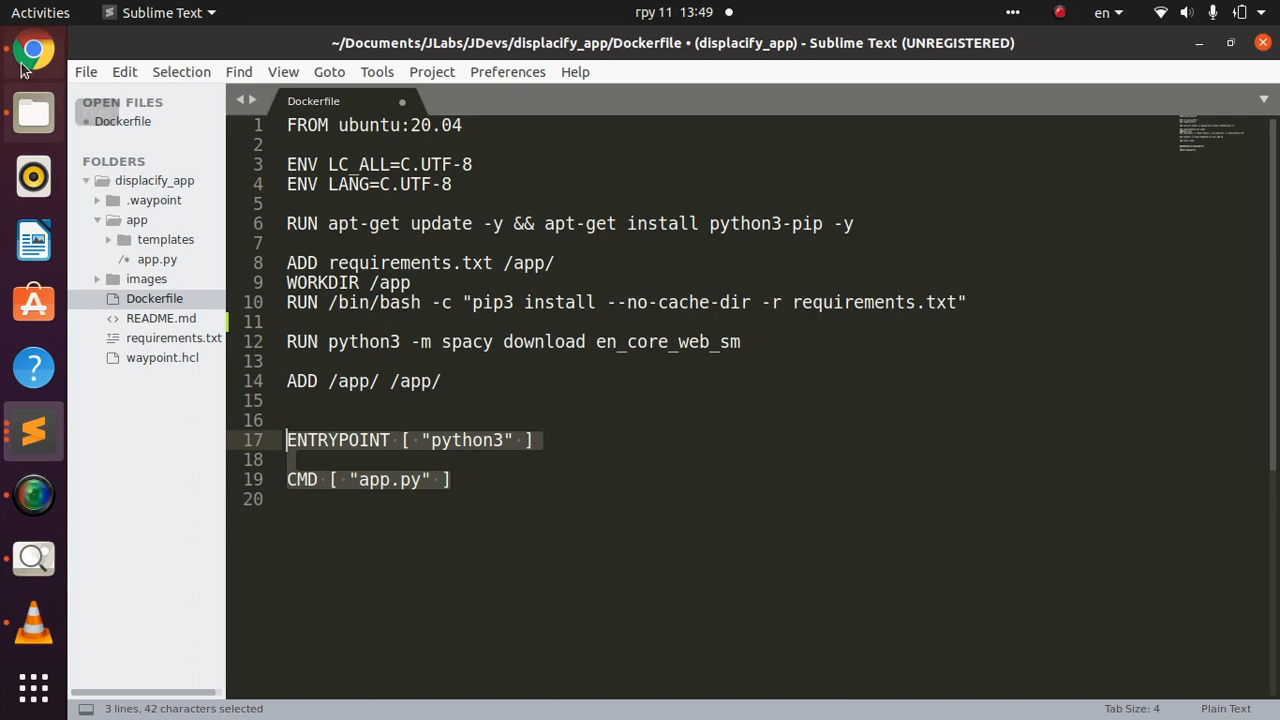 Activities
Sublime Text
гру 11 13:49
en
~/Documents/JLabs/JDevs/displacify_app/Dockerfile • (displacify_app) - Sublime Text (UNREGISTERED)
File Edit Selection Find View Goto Tools Project Preferences Help
OPEN FILES
Dockerfile
FOLDERS
displacify_app
.waypoint
app
templates
/* app.py
images
Dockerfile
<> README.md
requirements.txt
waypoint.hcl
Dockerfile
1 FROM ubuntu:20.04
2
3 ENV LC_ALL=C.UTF-8
4 ENV LANG=C.UTF-8
5
6 RUN apt-get update -y && apt-get install python3-pip -y
7
8 ADD requirements.txt /app/
9 WORKDIR /app
10 RUN /bin/bash -c "pip3 install --no-cache-dir -r requirements.txt"
11
12 RUN python3 -m spacy download en_core_web_sm
13
14 ADD /app/ /app/
15
16
17 ENTRYPOINT [ "python3" ]
18
19 CMD [ "app.py" ]
20
3 lines, 42 characters selected
Tab Size: 4
Plain Text